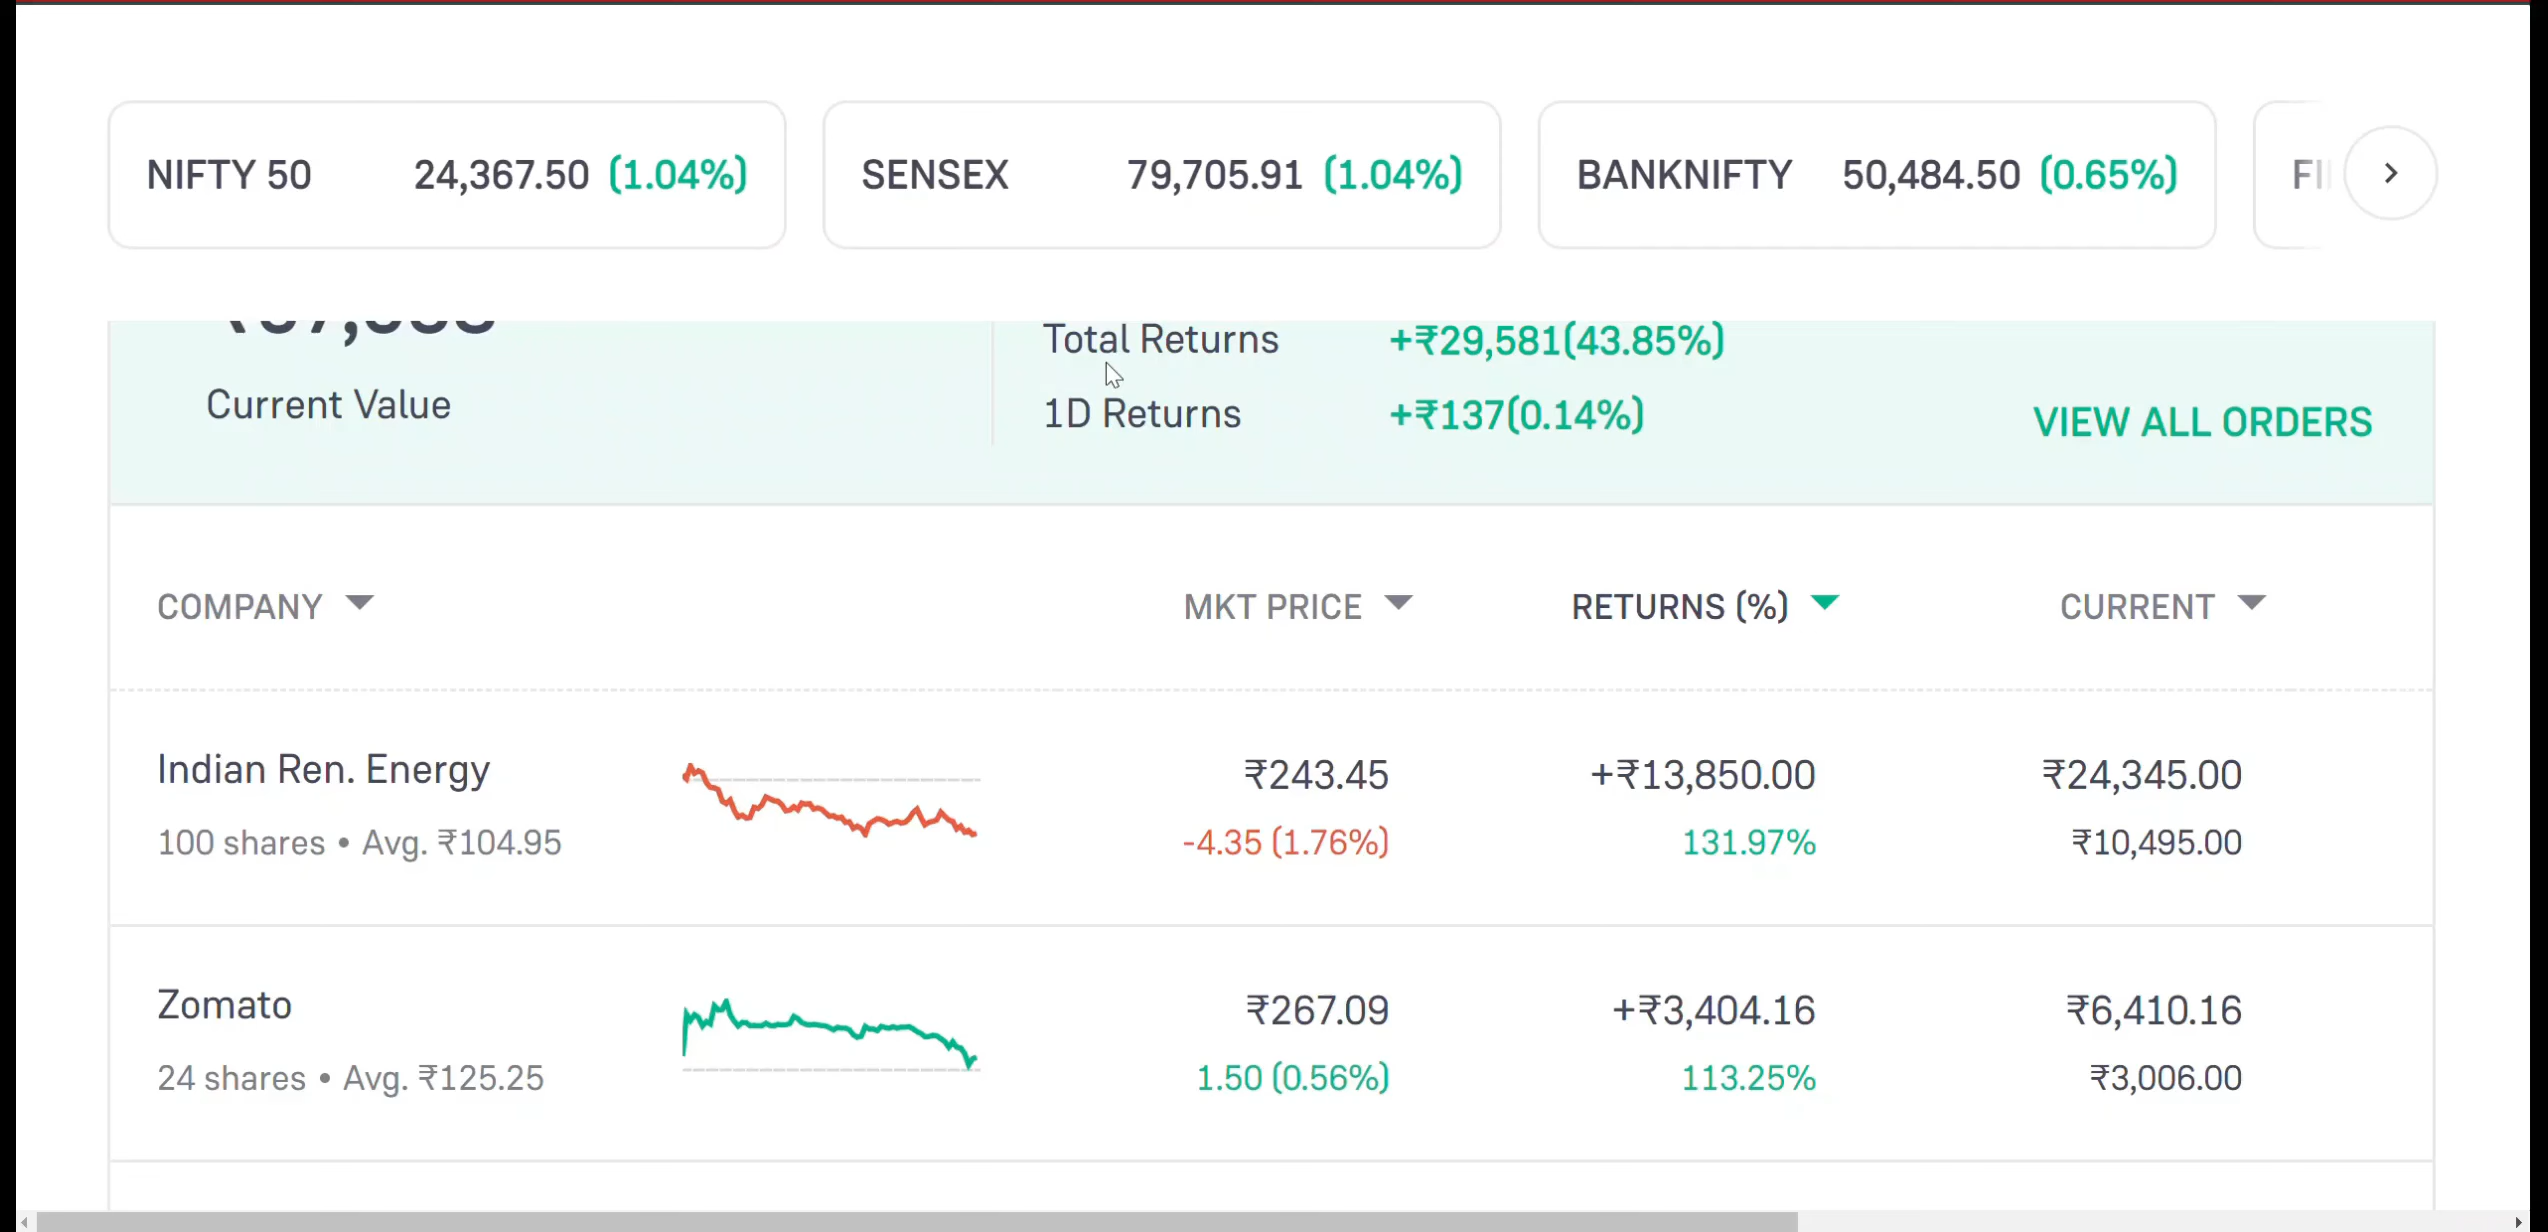 NIFTY 50 24,367.50 (1.04%) SENSEX 79,705.91 (1.04%) BANKNIFTY 50,484.50 (0.65%)
Total Returns +₹29,581(43.85%)
Current Value
1D Returns +₹137(0.14%)
VIEW ALL ORDERS
COMPANY MKT PRICE RETURNS (%) CURRENT
Indian Ren. Energy ₹243.45 +₹13,850.00 ₹24,345.00
100 shares • Avg. ₹104.95 -4.35 (1.76%) 131.97% ₹10,495.00
Zomato ₹267.09 +₹3,404.16 ₹6,410.16
24 shares • Avg. ₹125.25 1.50 (0.56%) 113.25% ₹3,006.00